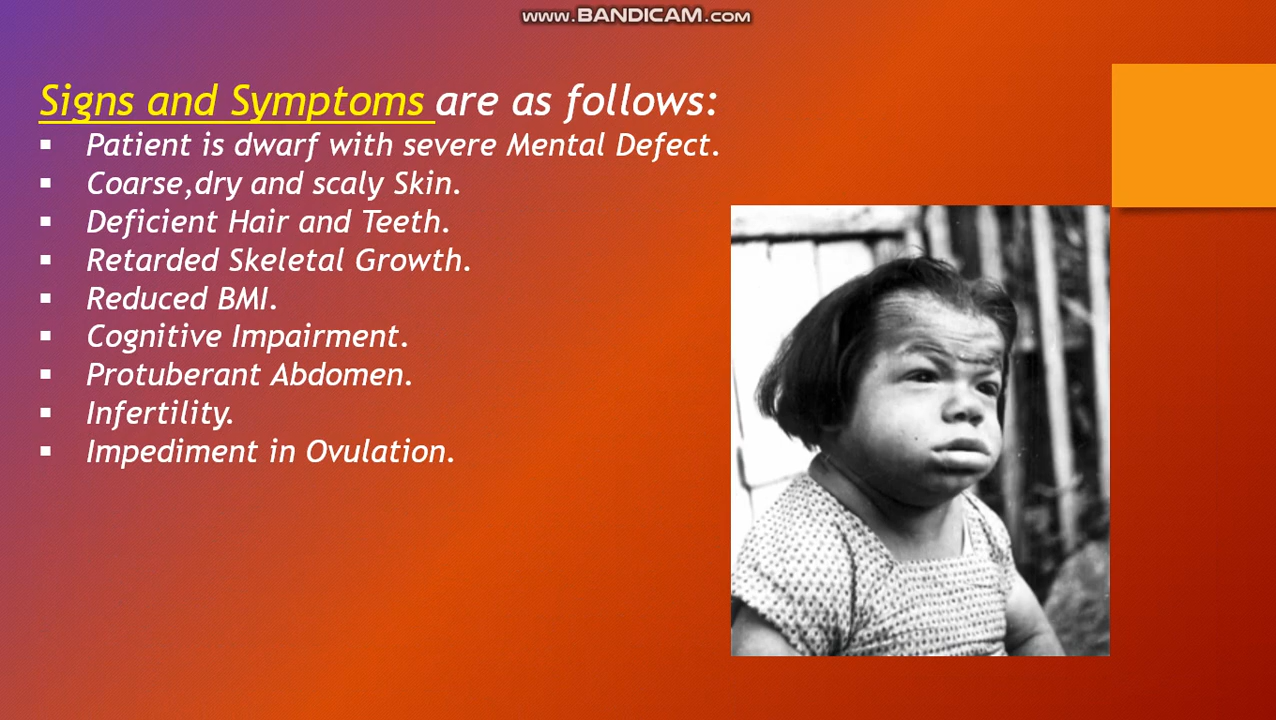 www.BANDICAM.com
Signs and Symptoms are as follows:
▪ Patient is dwarf with severe Mental Defect.
▪ Coarse,dry and scaly Skin.
▪ Deficient Hair and Teeth.
▪ Retarded Skeletal Growth.
▪ Reduced BMI.
▪ Cognitive Impairment.
▪ Protuberant Abdomen.
▪ Infertility.
▪ Impediment in Ovulation.